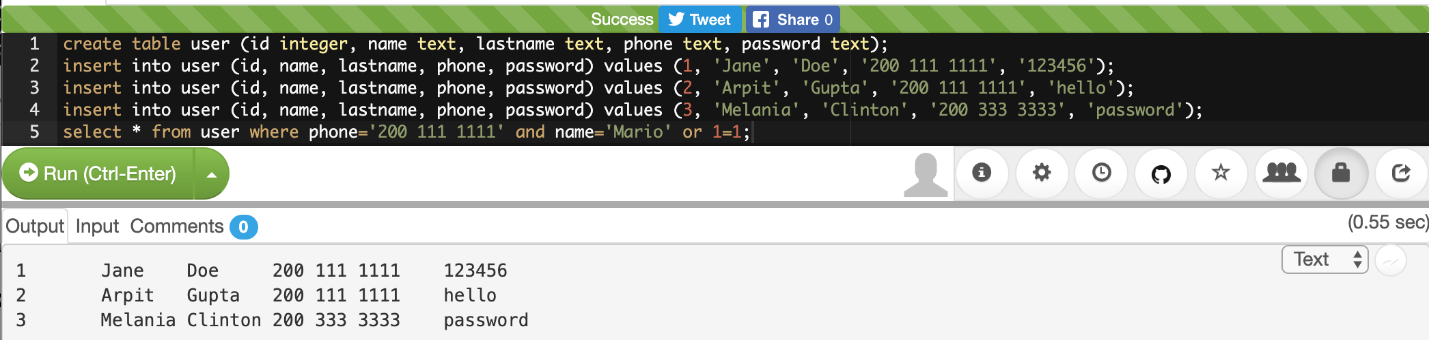 Success Tweet Share 0
1 create table user (id integer, name text, lastname text, phone text, password text);
2 insert into user (id, name, lastname, phone, password) values (1, 'Jane', 'Doe', '200 111 1111', '123456');
3 insert into user (id, name, lastname, phone, password) values (2, 'Arpit', 'Gupta', '200 111 1111', 'hello');
4 insert into user (id, name, lastname, phone, password) values (3, 'Melania', 'Clinton', '200 333 3333', 'password');
5 select * from user where phone='200 111 1111' and name='Mario' or 1=1;
Run (Ctrl-Enter)
Output Input Comments 0 (0.55 sec)
Text
1 Jane Doe 200 111 1111 123456
2 Arpit Gupta 200 111 1111 hello
3 Melania Clinton 200 333 3333 password